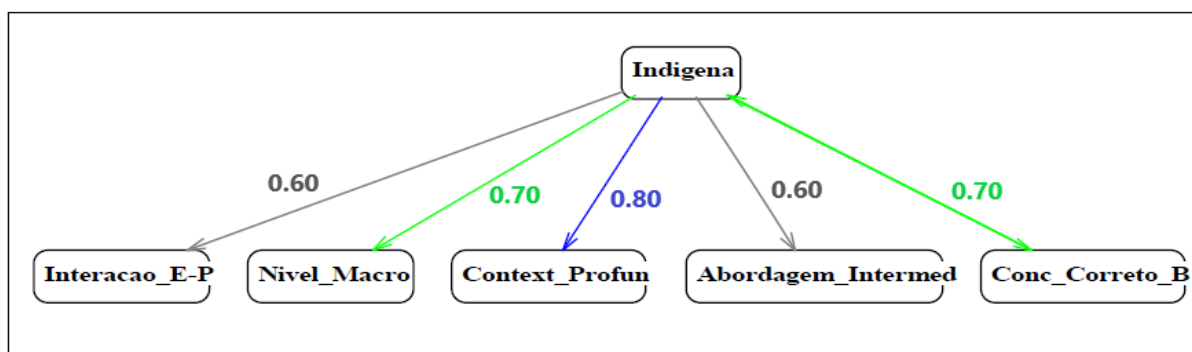 Indigena
0.60
0.70
0.80
0.60
0.70
Interacao_E-P
Nivel_Macro
Context_Profun
Abordagem_Intermed
Conc_Correto_B